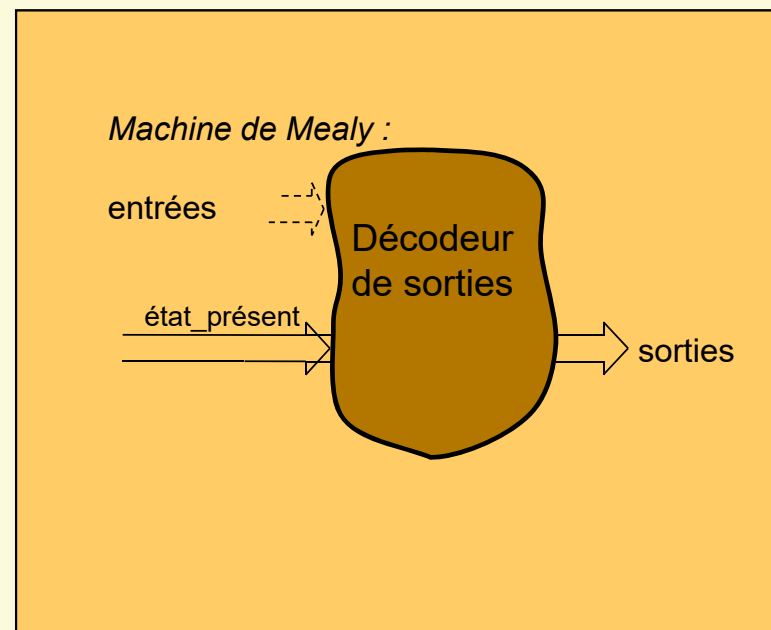 Machine de Mealy :
entrées
Décodeur
de sorties
état_présent
sorties